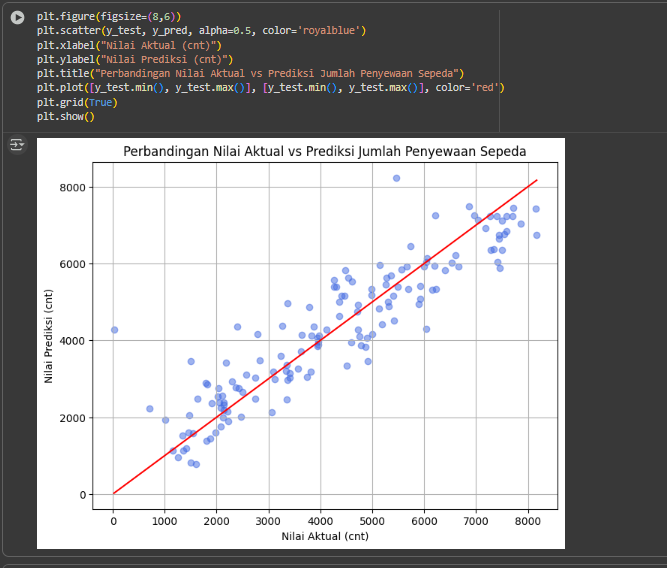 plt.figure(figsize=(8,6))
plt.scatter(y_test, y_pred, alpha=0.5, color='royalblue')
plt.xlabel("Nilai Aktual (cnt)")
plt.ylabel("Nilai Prediksi (cnt)")
plt.title("Perbandingan Nilai Aktual vs Prediksi Jumlah Penyewaan Sepeda")
plt.plot([y_test.min(), y_test.max()], [y_test.min(), y_test.max()], color='red')
plt.grid(True)
plt.show()
Perbandingan Nilai Aktual vs Prediksi Jumlah Penyewaan Sepeda
Nilai Prediksi (cnt)
8000
6000
4000
2000
0
0 1000 2000 3000 4000 5000 6000 7000 8000
Nilai Aktual (cnt)